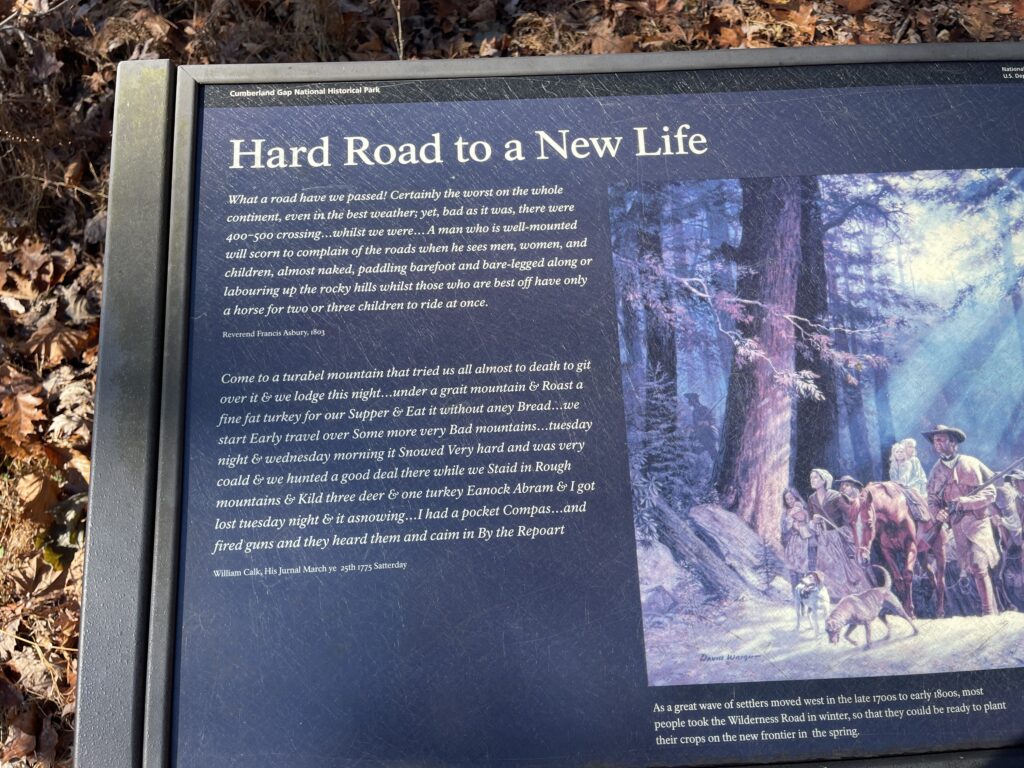 Cumberland Gap National Historical Park
National
U.S. De
Hard Road to a New Life
What a road have we passed! Certainly the worst on the whole
continent, even in the best weather; yet, bad as it was, there were
400-500 crossing...whilst we were... A man who is well-mounted
will scorn to complain of the roads when he sees men, women, and
children, almost naked, paddling barefoot and bare-legged along or
labouring up the rocky hills whilst those who are best off have only
a horse for two or three children to ride at once.
Reverend Francis Asbury, 1803
Come to a turabel mountain that tried us all almost to death to git
over it & we lodge this night...under a grait mountain & Roast a
fine fat turkey for our Supper & Eat it without aney Bread...we
start Early travel over Some more very Bad mountains...tuesday
night & wednesday morning it Snowed Very hard and was very
coald & we hunted a good deal there while we Staid in Rough
mountains & Kild three deer & one turkey Eanock Abram & I got
lost tuesday night & it asnowing...I had a pocket Compas...and
fired guns and they heard them and caim in By the Repoart
William Calk, His Jurnal March ye 25th 1775 Satterday
David Wright
As a great wave of settlers moved west in the late 1700s to early 1800s, most
people took the Wilderness Road in winter, so that they could be ready to plant
their crops on the new frontier in the spring.